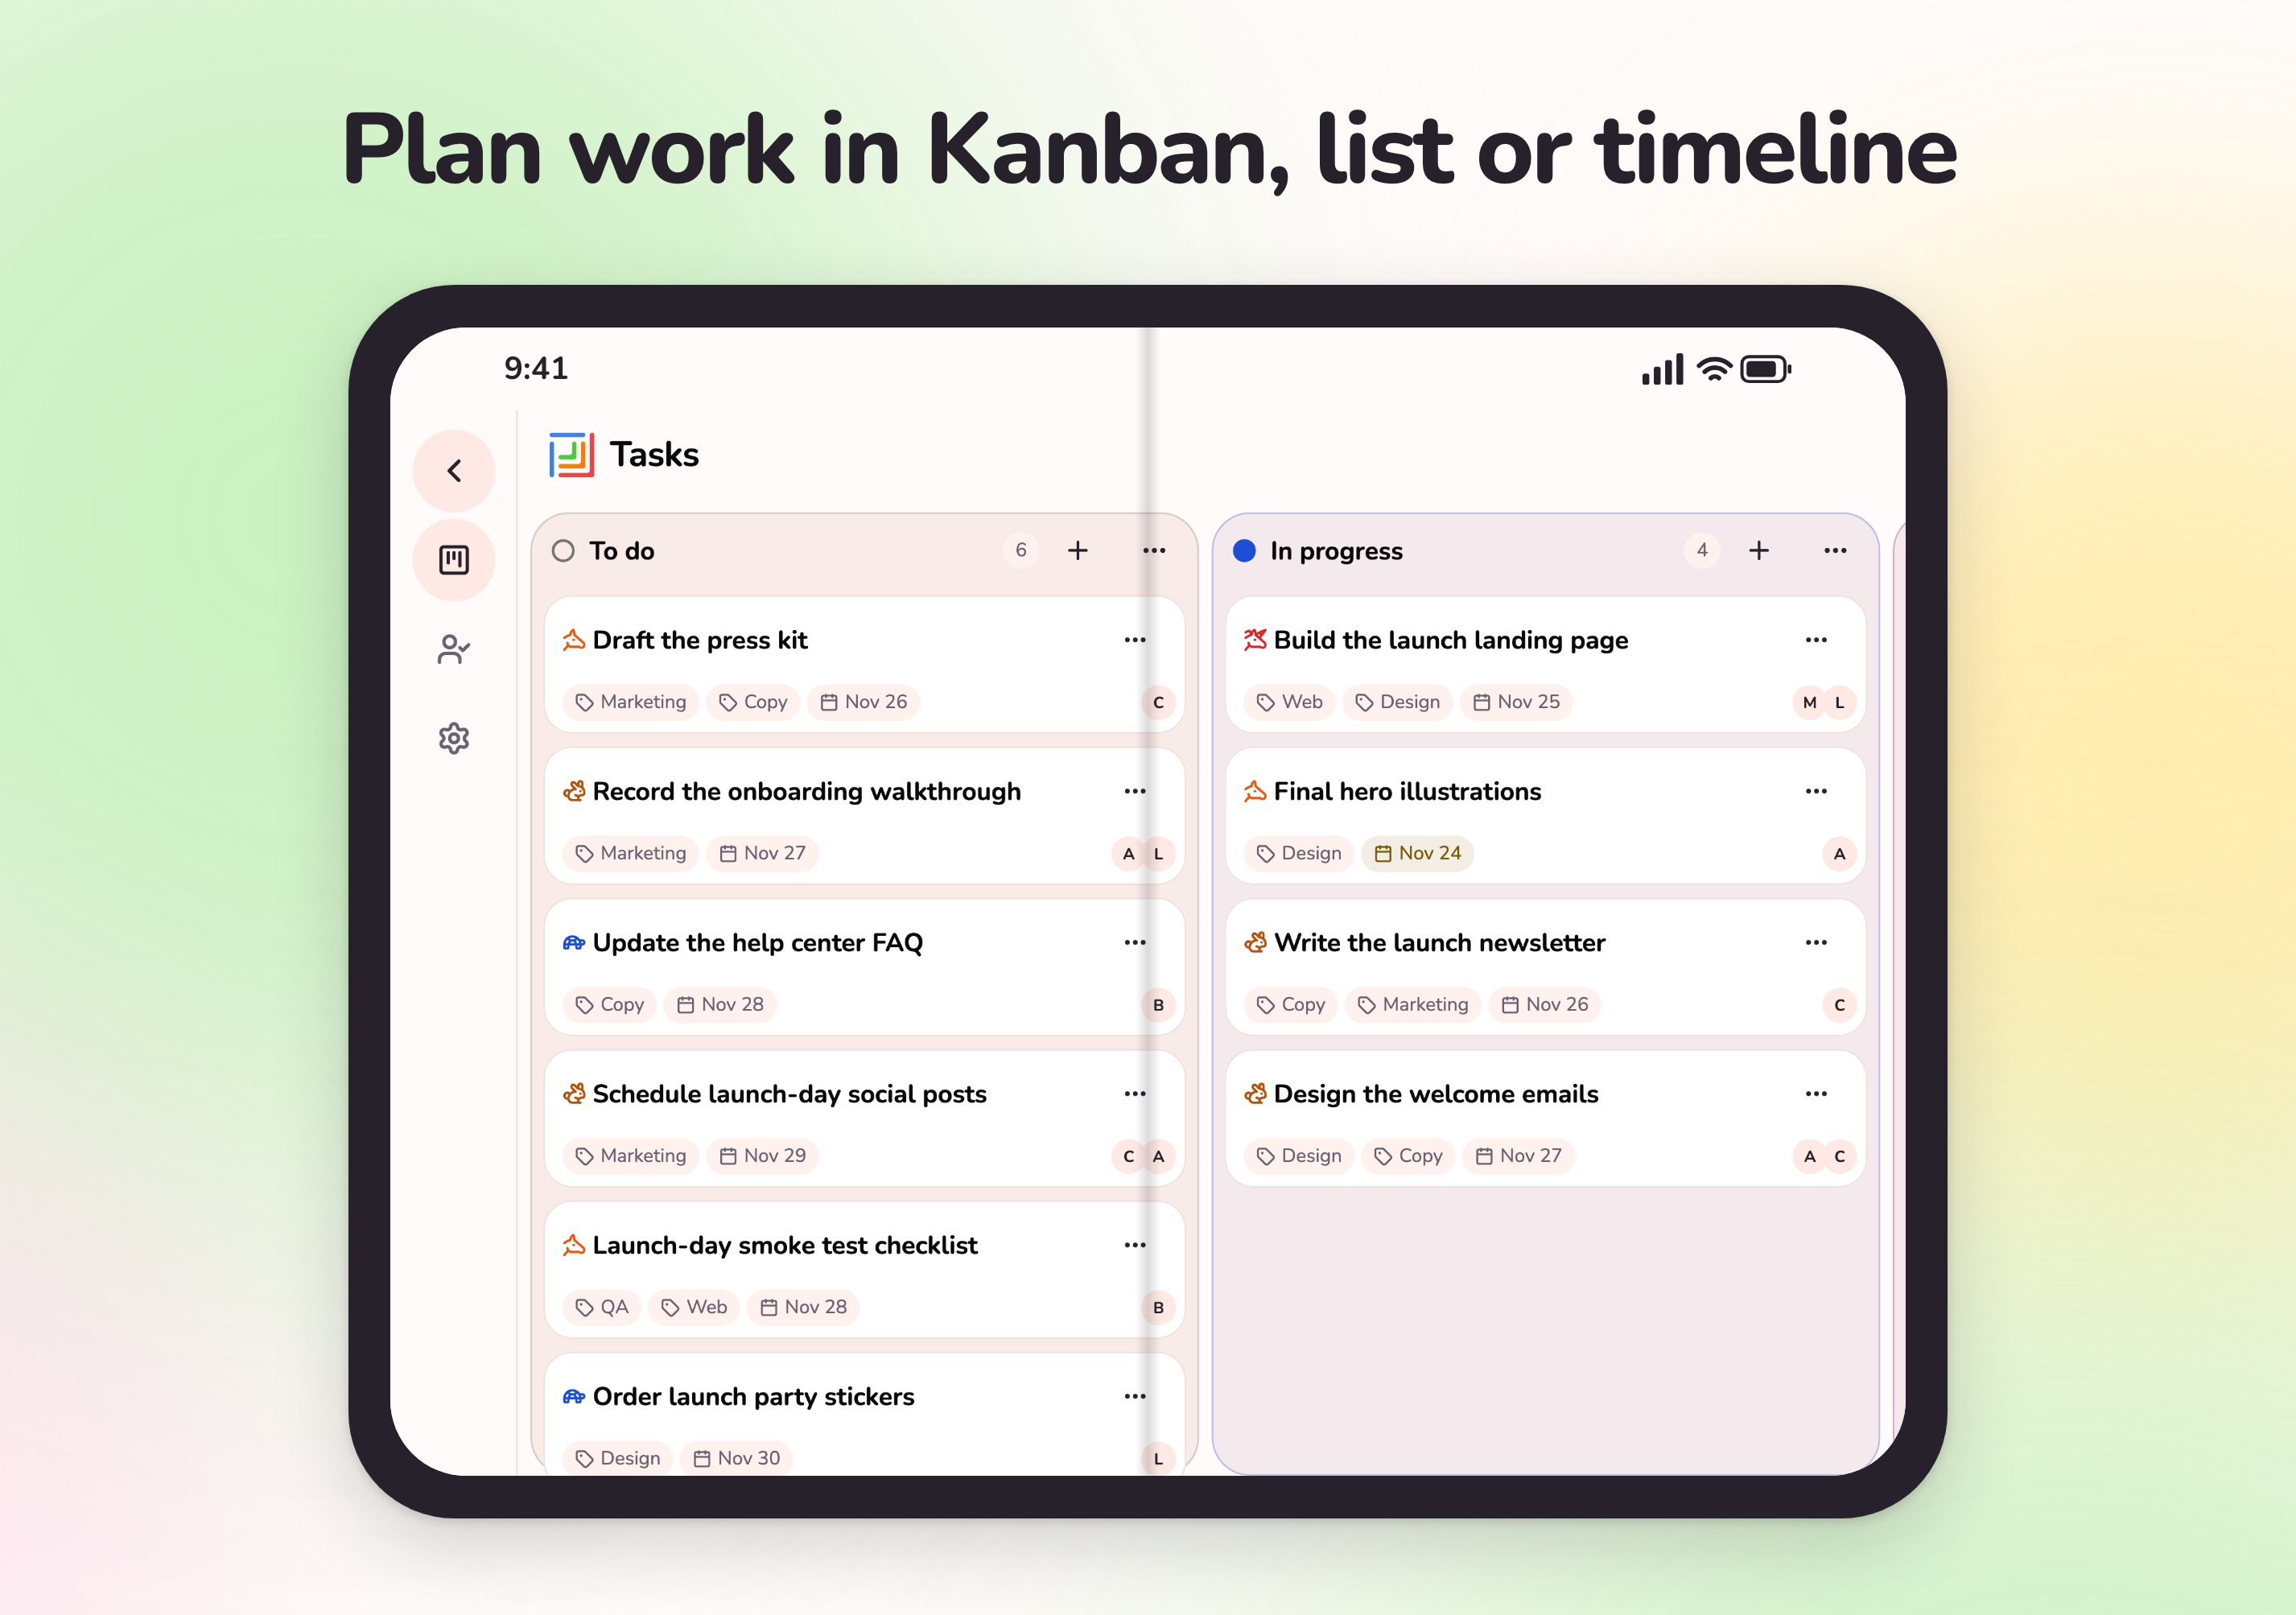 Plan work in Kanban, list or timeline
9:41
Tasks
To do 6
Draft the press kit
Marketing Copy Nov 26 C
Record the onboarding walkthrough
Marketing Nov 27 A L
Update the help center FAQ
Copy Nov 28 B
Schedule launch-day social posts
Marketing Nov 29 C A
Launch-day smoke test checklist
QA Web Nov 28 B
Order launch party stickers
Design Nov 30 L
In progress 4
Build the launch landing page
Web Design Nov 25 M L
Final hero illustrations
Design Nov 24 A
Write the launch newsletter
Copy Marketing Nov 26 C
Design the welcome emails
Design Copy Nov 27 A C